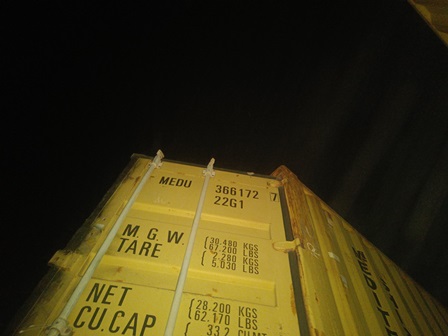 MEDU 366172 7
22G1
M.G.W. 30.480 KGS
67.200 LBS
TARE 2.280 KGS
5.030 LBS
NET 28.200 KGS
62.170 LBS
CU.CAP 33.2 CU.MT